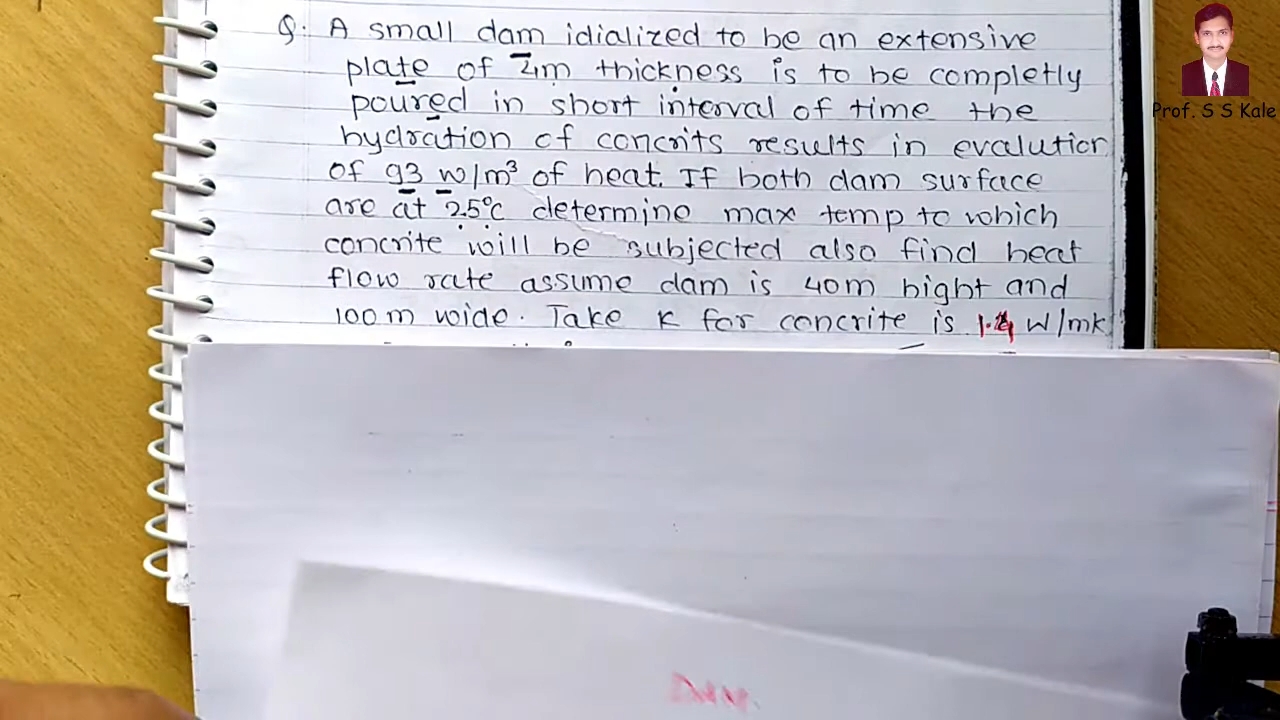 Prof. S S Kale
Q. A small dam idialized to be an extensive
plate of 4m thickness is to be completly
poured in short interval of time the
hydration of concrits results in evalution
of 93 w/m³ of heat. If both dam surface
are at 25°c determine max temp to which
concrite will be subjected also find heat
flow rate assume dam is 40m hight and
100m wide. Take K for concrite is W/mk